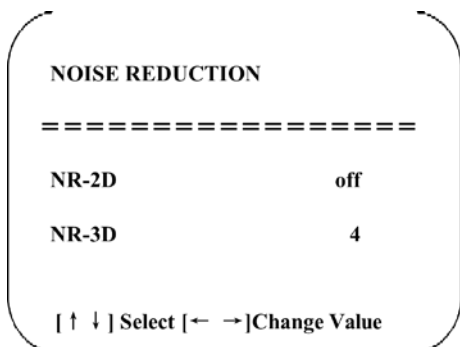 NOISE REDUCTION
=================
NR-2D off
NR-3D 4
[ ↑ ↓ ] Select [← →]Change Value